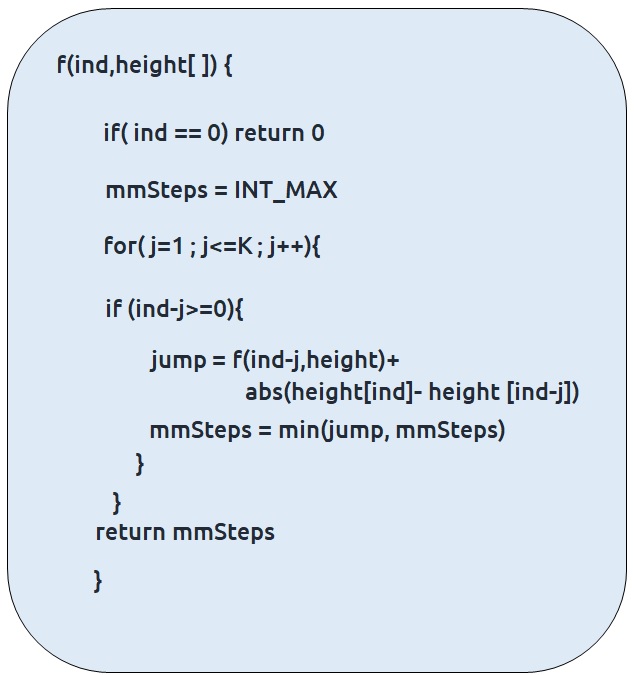 f(ind,height[ ]) {
if( ind == 0) return 0
mmSteps = INT_MAX
for( j=1 ; j<=K ; j++){
if (ind-j>=0){
jump = f(ind-j,height)+
abs(height[ind]- height [ind-j])
mmSteps = min(jump, mmSteps)
}
}
return mmSteps
}